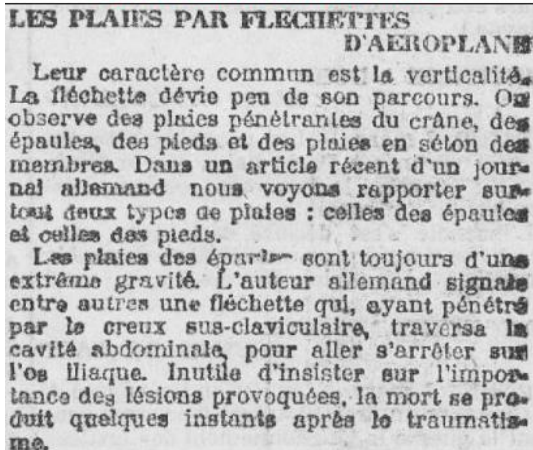 LES PLAIES PAR FLECHETTES
D'AEROPLANE
Leur caractère commun est la verticalité.
La fléchette dévie peu de son parcours. On
observe des plaies pénétrantes du crâne, des
épaules, des pieds et des plaies en séton des
membres. Dans un article récent d'un jour-
nal allemand nous voyons rapporter sur-
tout deux types de plaies : celles des épaules
et celles des pieds.
Les plaies des sont toujours d'une
extrême gravité. L'auteur allemand signale
entre autres une fléchette qui, ayant pénétré
par le creux sus-claviculaire, traversa la
cavité abdominale, pour aller s'arrêter sur
l'os iliaque. Inutile d'insister sur l'impor-
tance des lésions provoquées, la mort se pro-
duit quelques instants après le traumatis-
me.